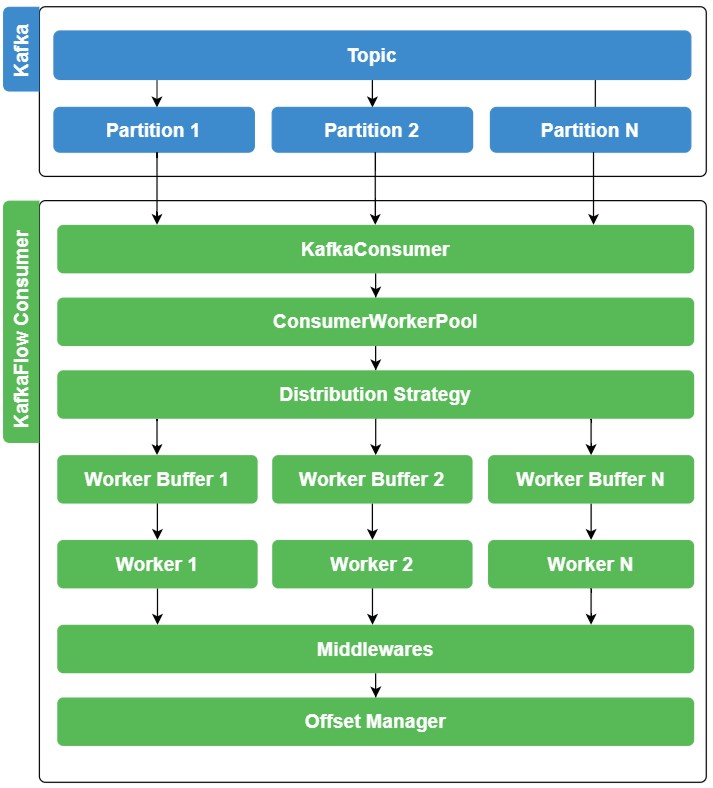 Kafka
Topic
Partition 1
Partition 2
Partition N
KafkaFlow Consumer
KafkaConsumer
ConsumerWorkerPool
Distribution Strategy
Worker Buffer 1
Worker Buffer 2
Worker Buffer N
Worker 1
Worker 2
Worker N
Middlewares
Offset Manager